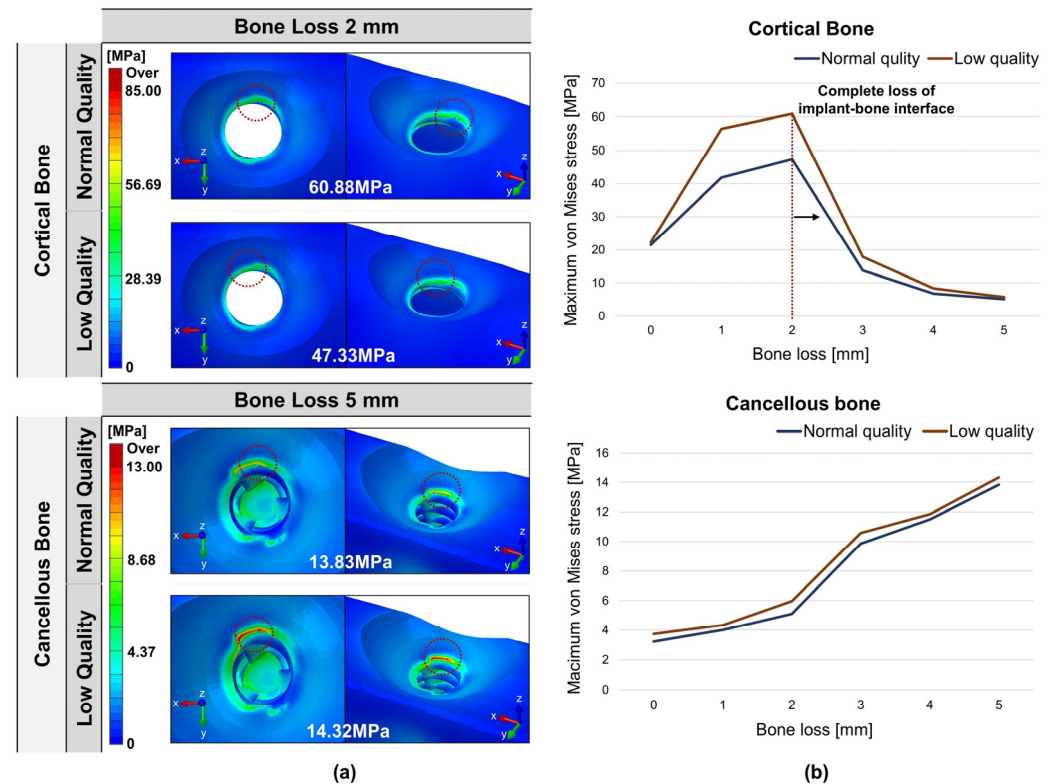 Bone Loss 2 mm
Cortical Bone
Normal Quality
Low Quality
[MPa]
Over
85.00
56.69
28.39
0
x
z
y
60.88MPa
z
x
y
x
z
y
47.33MPa
z
x
y
Bone Loss 5 mm
Cancellous Bone
Normal Quality
Low Quality
[MPa]
Over
13.00
8.68
4.37
0
x
z
y
13.83MPa
z
x
y
x
z
y
14.32MPa
z
x
y
(a)
Cortical Bone
Normal qulity
Low quality
Complete loss of
implant-bone interface
Maximum von Mises stress [MPa]
70
60
50
40
30
20
10
0
0 1 2 3 4 5
Bone loss [mm]
Cancellous bone
Normal quality
Low quality
Macimum von Mises stress [MPa]
16
14
12
10
8
6
4
2
0
0 1 2 3 4 5
Bone loss [mm]
(b)